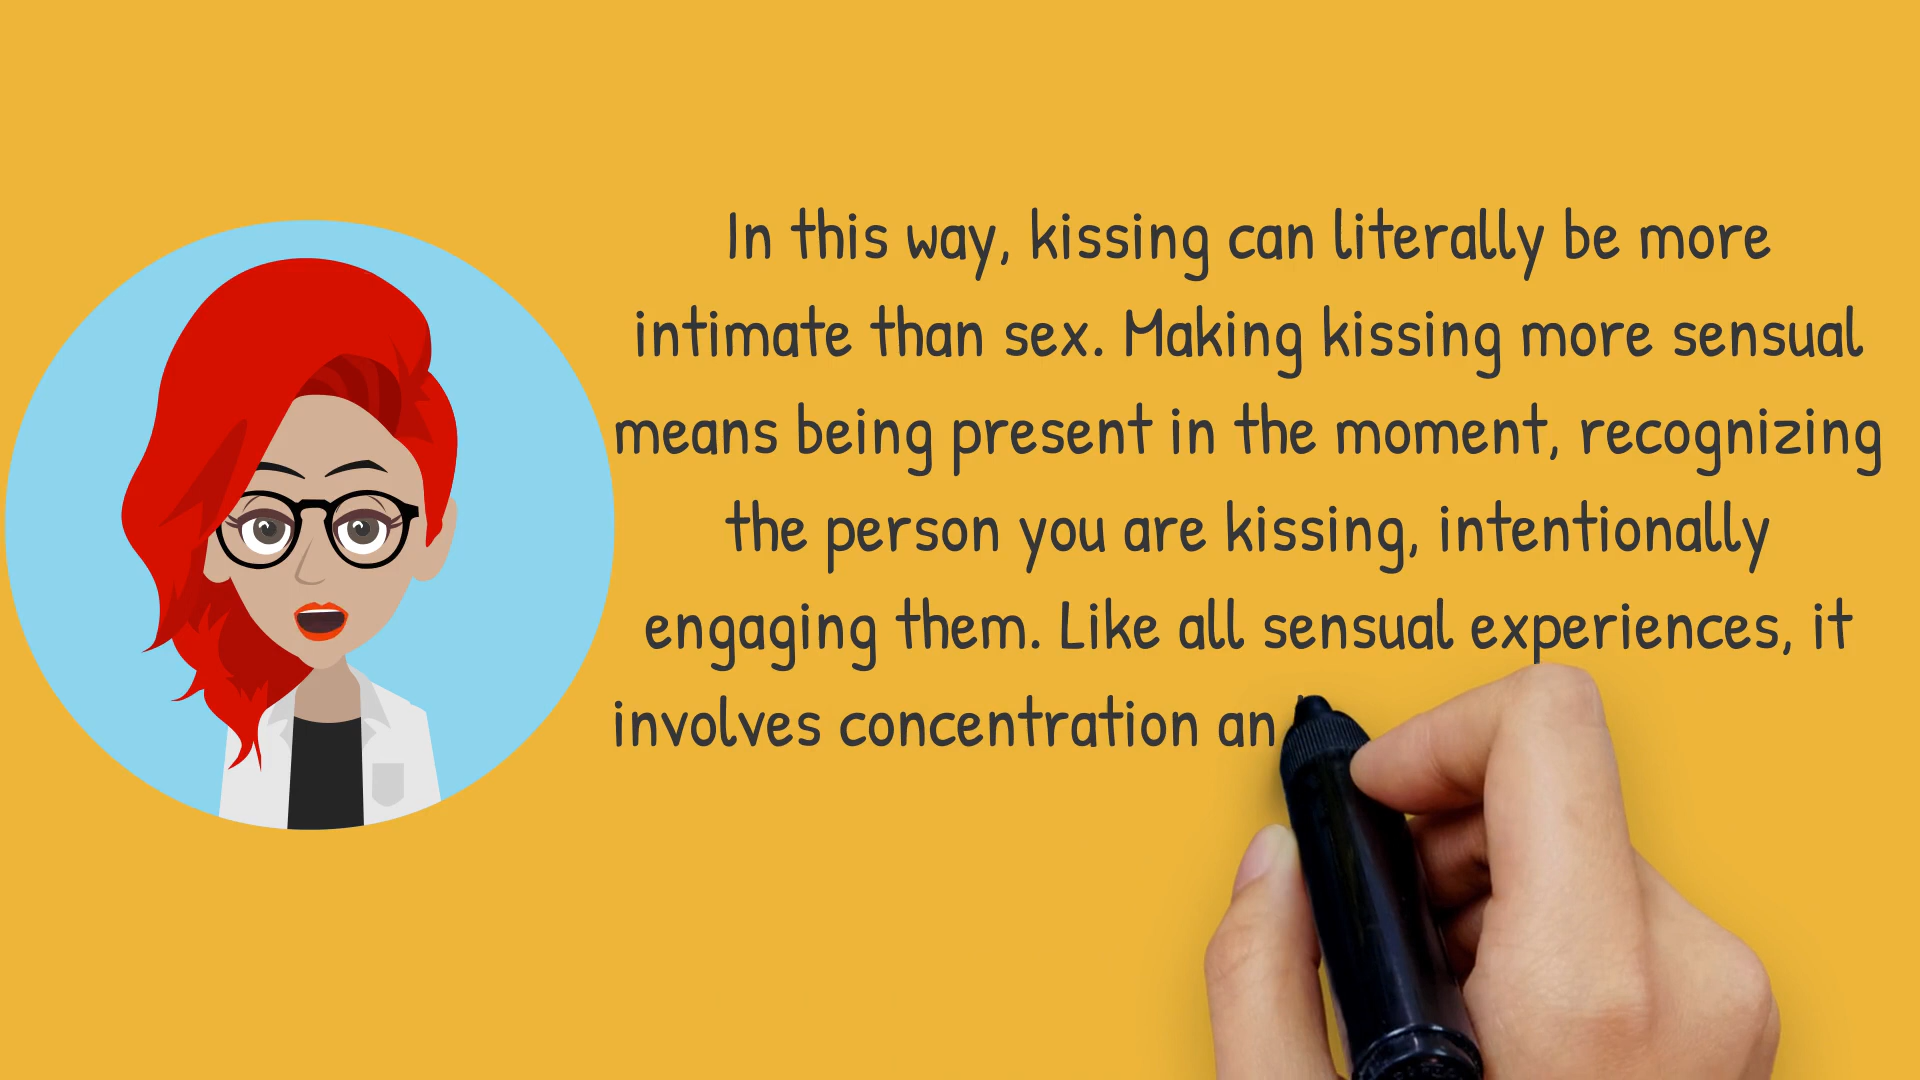 In this way, kissing can literally be more
intimate than sex. Making kissing more sensual
means being present in the moment, recognizing
the person you are kissing, intentionally
engaging them. Like all sensual experiences, it
involves concentration an